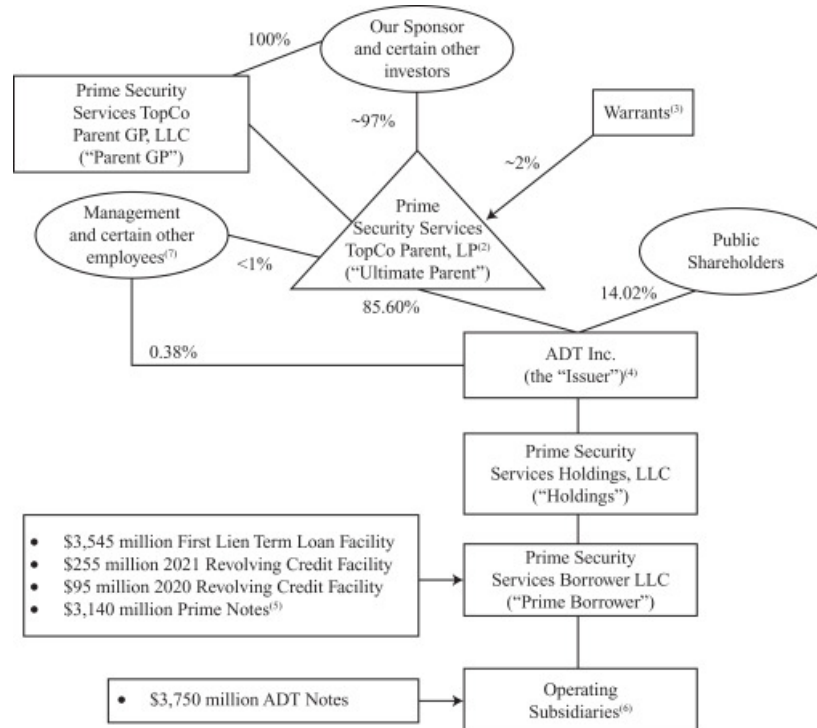 Our Sponsor
and certain other
investors
100%
Prime Security
Services TopCo
Parent GP, LLC
(“Parent GP”)
~97%
Warrants(3)
~2%
Management
and certain other
employees(7)
<1%
Prime
Security Services
TopCo Parent, LP(2)
(“Ultimate Parent”)
Public
Shareholders
85.60%
14.02%
0.38%
ADT Inc.
(the “Issuer”)(4)
Prime Security
Services Holdings, LLC
(“Holdings”)
• $3,545 million First Lien Term Loan Facility
• $255 million 2021 Revolving Credit Facility
• $95 million 2020 Revolving Credit Facility
• $3,140 million Prime Notes(5)
Prime Security
Services Borrower LLC
(“Prime Borrower”)
• $3,750 million ADT Notes
Operating
Subsidiaries(6)